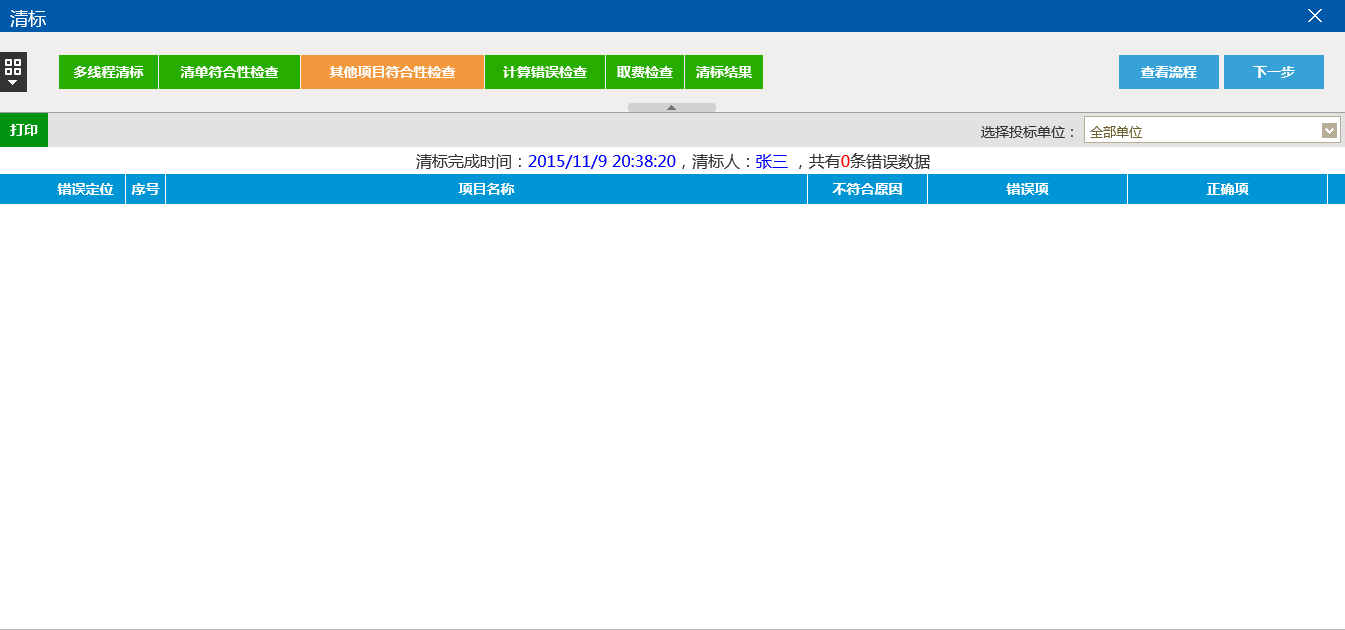 清标
多线程清标 清单符合性检查 其他项目符合性检查 计算错误检查 取费检查 清标结果 查看流程 下一步
打印 选择投标单位： 全部单位
清标完成时间：2015/11/9 20:38:20，清标人：张三 ，共有0条错误数据
错误定位 序号 项目名称 不符合原因 错误项 正确项